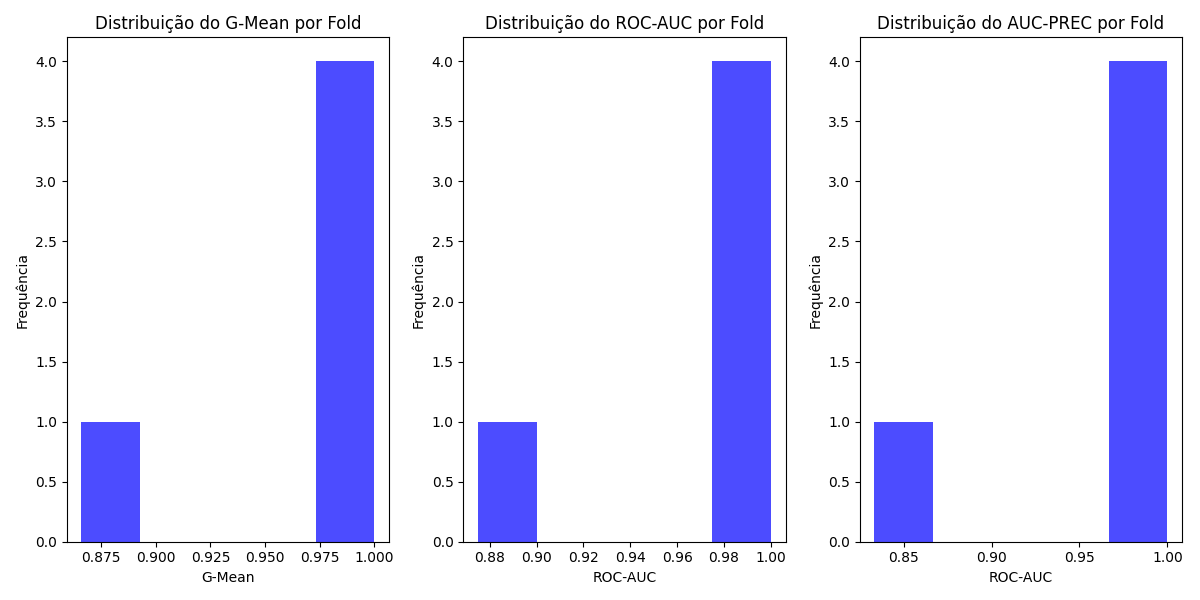 Distribuição do G-Mean por Fold
4.0
3.5
3.0
2.5
2.0
1.5
1.0
0.5
0.0
Frequência
0.875 0.900 0.925 0.950 0.975 1.000
G-Mean
Distribuição do ROC-AUC por Fold
4.0
3.5
3.0
2.5
2.0
1.5
1.0
0.5
0.0
Frequência
0.88 0.90 0.92 0.94 0.96 0.98 1.00
ROC-AUC
Distribuição do AUC-PREC por Fold
4.0
3.5
3.0
2.5
2.0
1.5
1.0
0.5
0.0
Frequência
0.85 0.90 0.95 1.00
ROC-AUC